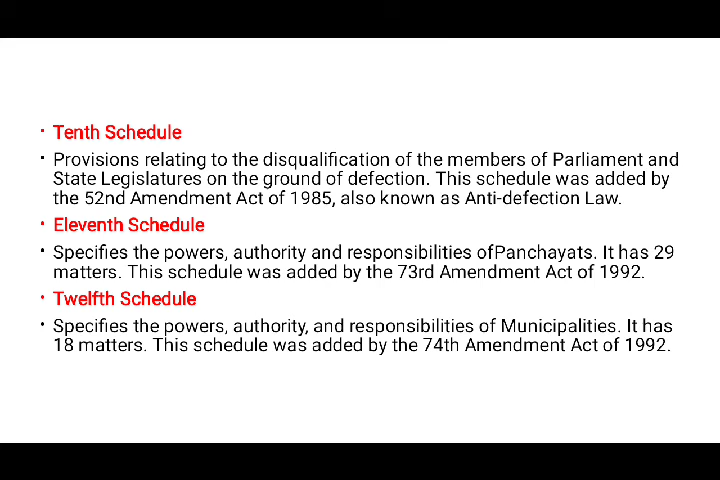 • Tenth Schedule
• Provisions relating to the disqualification of the members of Parliament and
State Legislatures on the ground of defection. This schedule was added by
the 52nd Amendment Act of 1985, also known as Anti-defection Law.
• Eleventh Schedule
• Specifies the powers, authority and responsibilities ofPanchayats. It has 29
matters. This schedule was added by the 73rd Amendment Act of 1992.
• Twelfth Schedule
• Specifies the powers, authority, and responsibilities of Municipalities. It has
18 matters. This schedule was added by the 74th Amendment Act of 1992.